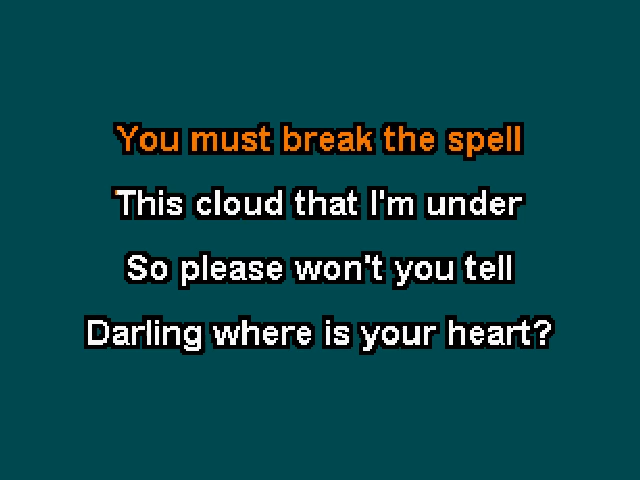 You must break the spell
This cloud that I'm under
So please won't you tell
Darling where is your heart?